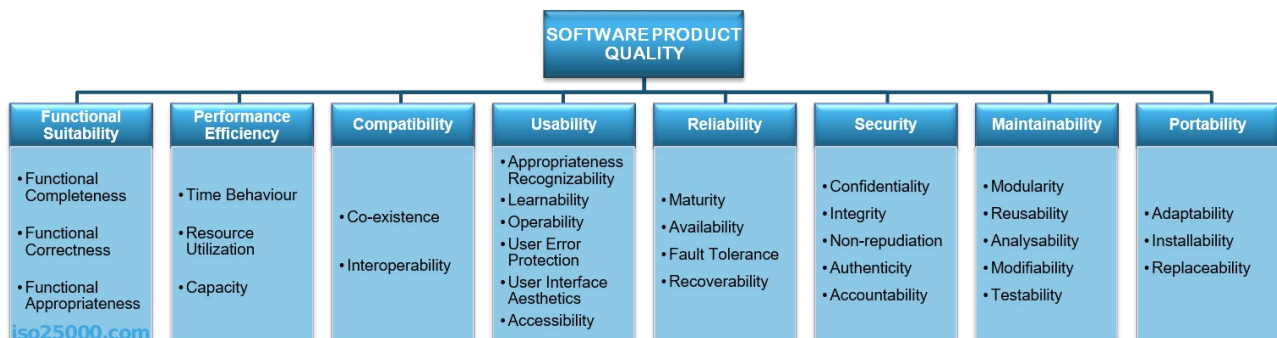 SOFTWARE PRODUCT
QUALITY
Functional
Suitability
• Functional
Completeness
• Functional
Correctness
• Functional
Appropriateness
iso25000.com
Performance
Efficiency
• Time Behaviour
• Resource
Utilization
• Capacity
Compatibility
• Co-existence
• Interoperability
Usability
• Appropriateness
Recognizability
• Learnability
• Operability
• User Error
Protection
• User Interface
Aesthetics
• Accessibility
Reliability
• Maturity
• Availability
• Fault Tolerance
• Recoverability
Security
• Confidentiality
• Integrity
• Non-repudiation
• Authenticity
• Accountability
Maintainability
• Modularity
• Reusability
• Analysability
• Modifiability
• Testability
Portability
• Adaptability
• Installability
• Replaceability